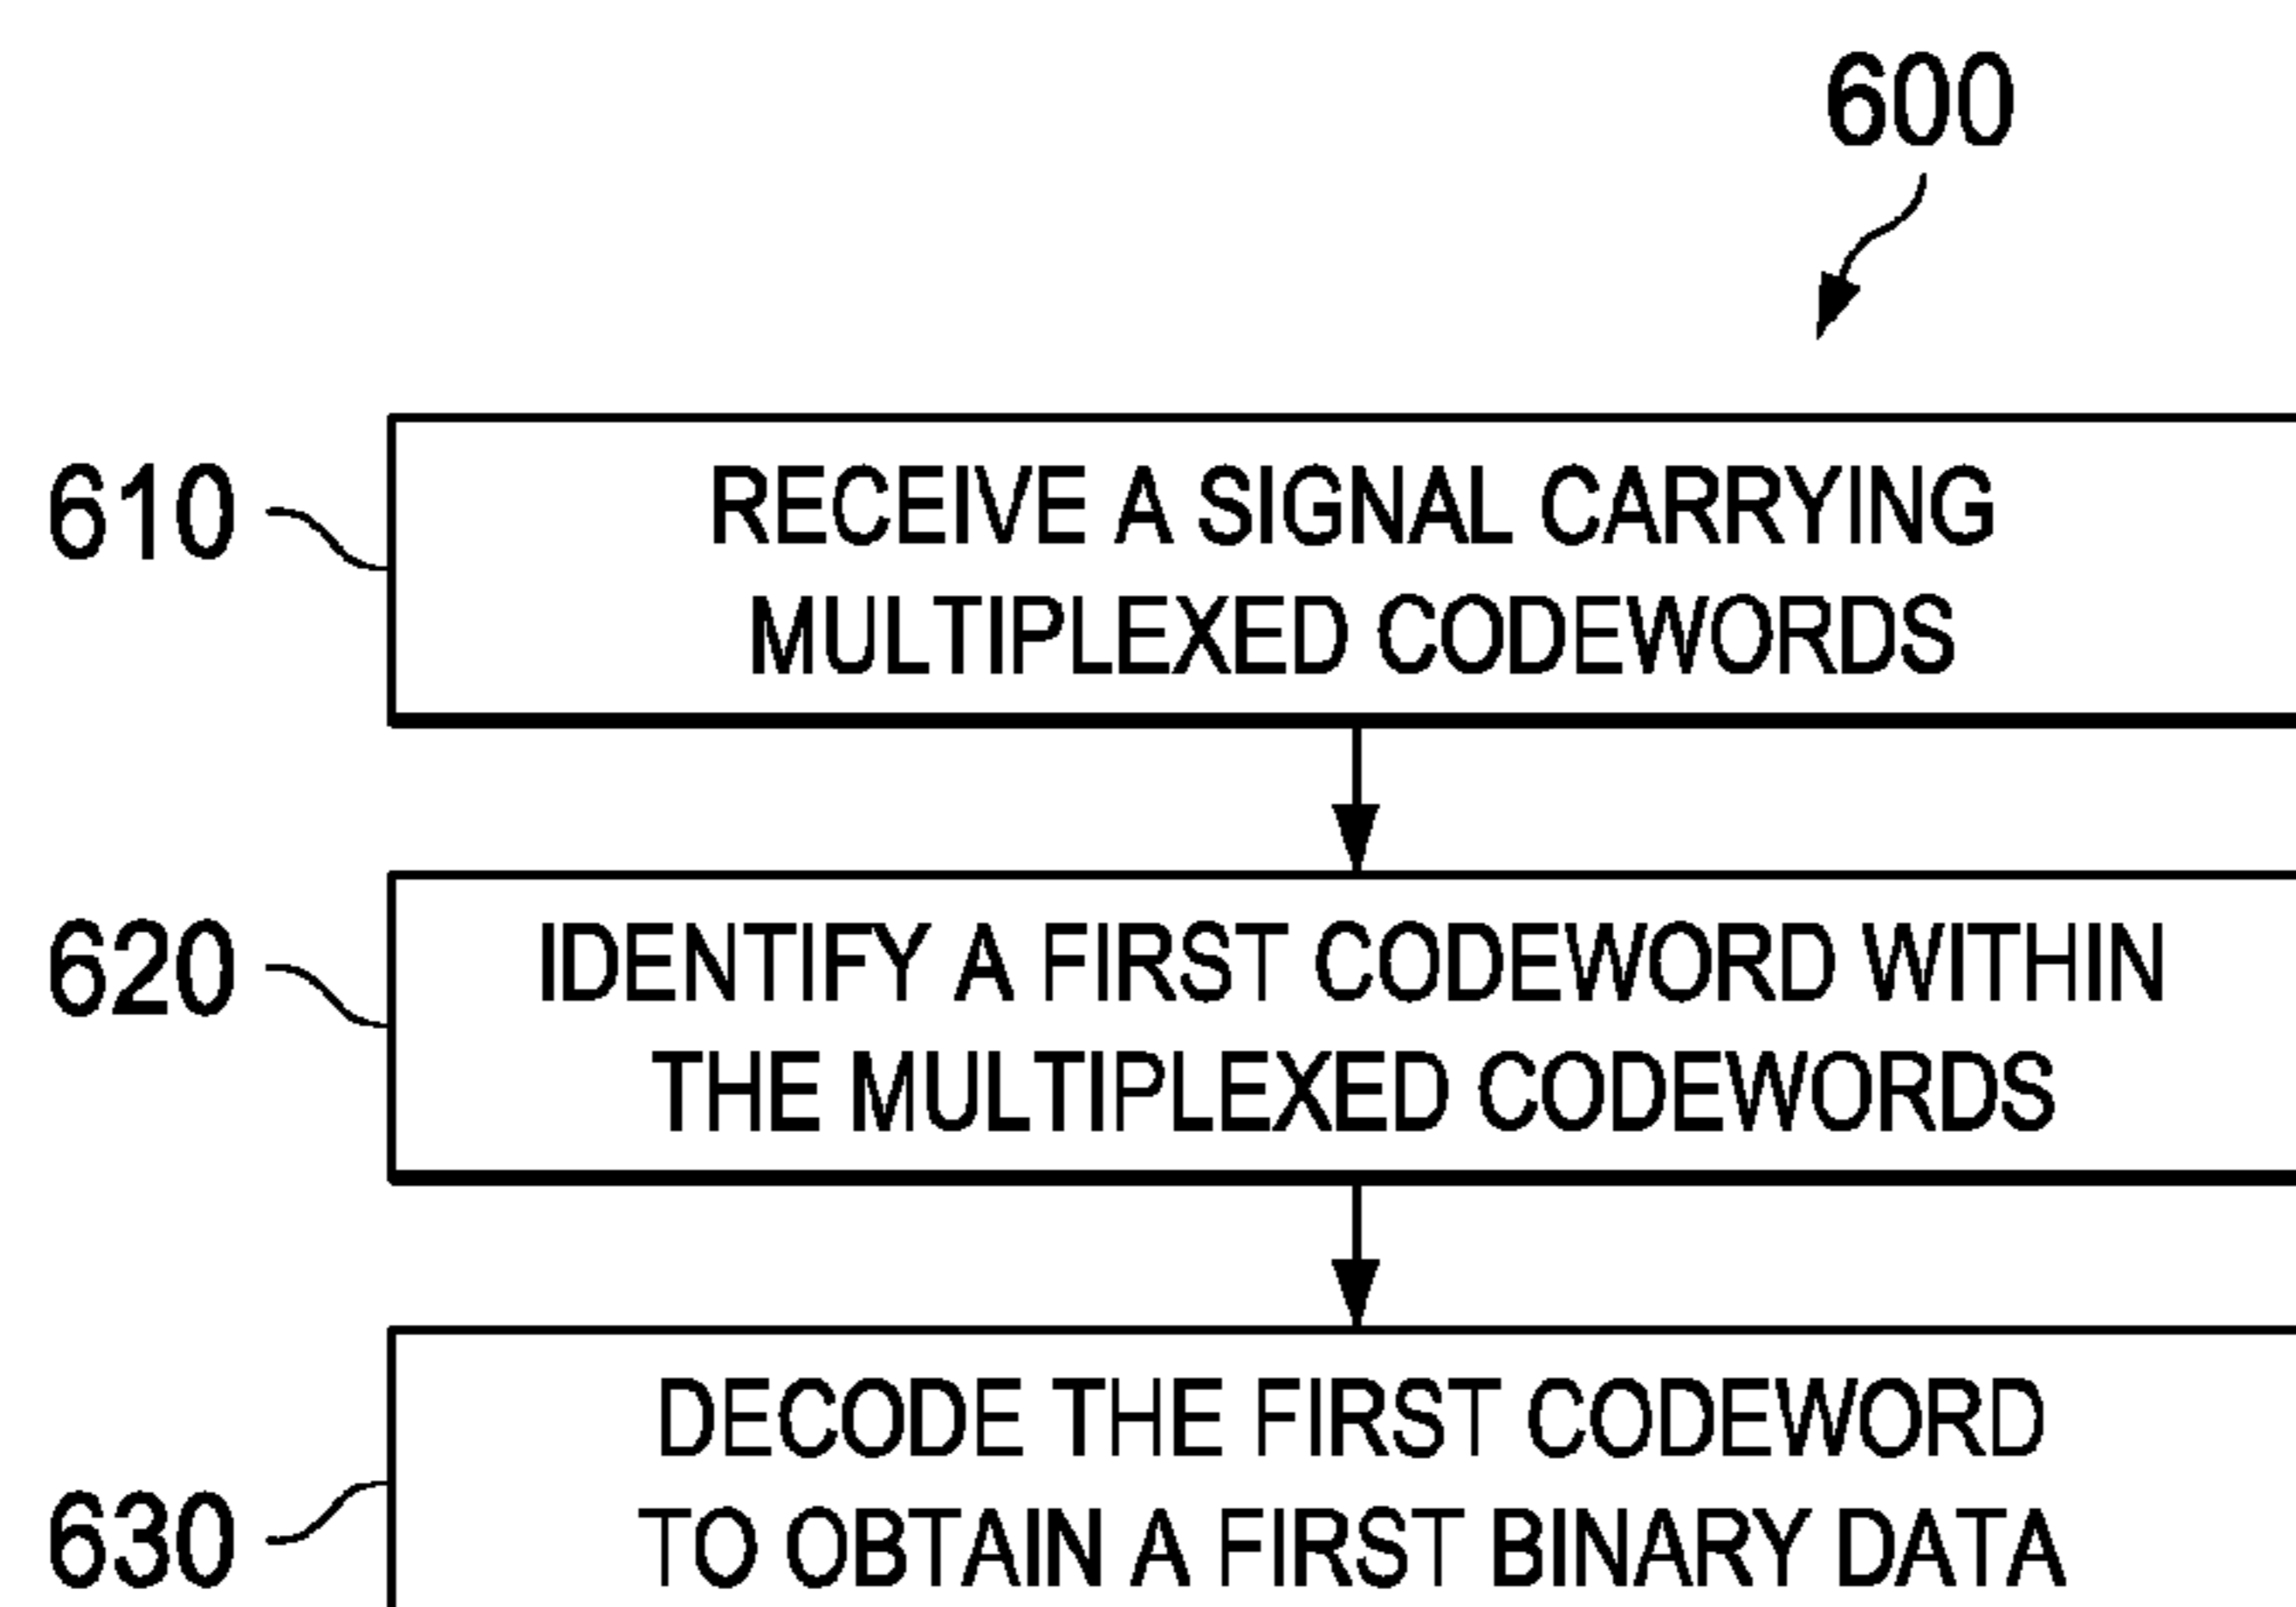 600
610
RECEIVE A SIGNAL CARRYING
MULTIPLEXED CODEWORDS
620
IDENTIFY A FIRST CODEWORD WITHIN
THE MULTIPLEXED CODEWORDS
630
DECODE THE FIRST CODEWORD
TO OBTAIN A FIRST BINARY DATA